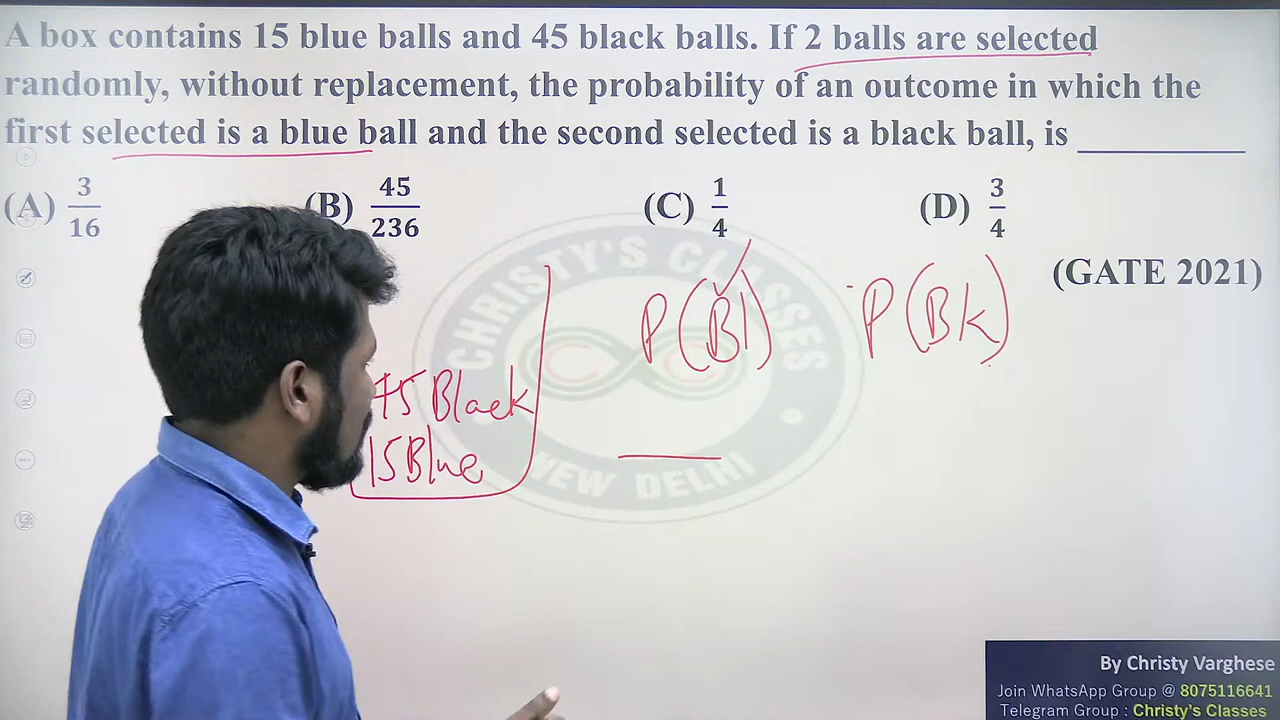 A box contains 15 blue balls and 45 black balls. If 2 balls are selected
randomly, without replacement, the probability of an outcome in which the
first selected is a blue ball and the second selected is a black ball, is ________
(A) 3/16 (B) 45/236 (C) 1/4 (D) 3/4
(GATE 2021)
P(Bl) P(Bk)
45 Black
15 Blue
CHRISTY'S CLASSES
NEW DELHI
By Christy Varghese
Join WhatsApp Group @ 8075116641
Telegram Group : Christy's Classes